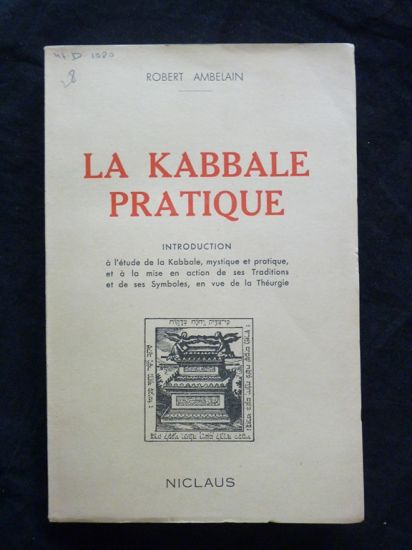 ROBERT AMBELAIN
LA KABBALE
PRATIQUE
INTRODUCTION
à l'étude de la Kabbale, mystique et pratique,
et à la mise en action de ses Traditions
et de ses Symboles, en vue de la Théurgie
NICLAUS